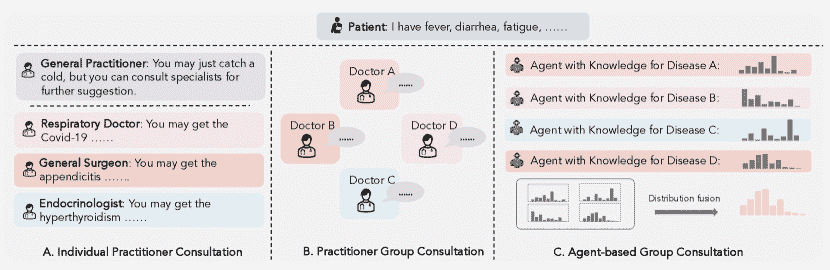 Patient: I have fever, diarrhea, fatigue, ……
General Practitioner: You may just catch a
cold, but you can consult specialists for
further suggestion.
Respiratory Doctor: You may get the
Covid-19 ……
General Surgeon: You may get the
appendicitis …….
Endocrinologist: You may get the
hyperthyroidism ……
A. Individual Practitioner Consultation
Doctor A
……
Doctor B
……
Doctor D
……
Doctor C
……
B. Practitioner Group Consultation
Agent with Knowledge for Disease A:
Agent with Knowledge for Disease B:
Agent with Knowledge for Disease C:
Agent with Knowledge for Disease D:
Distribution fusion
C. Agent-based Group Consultation